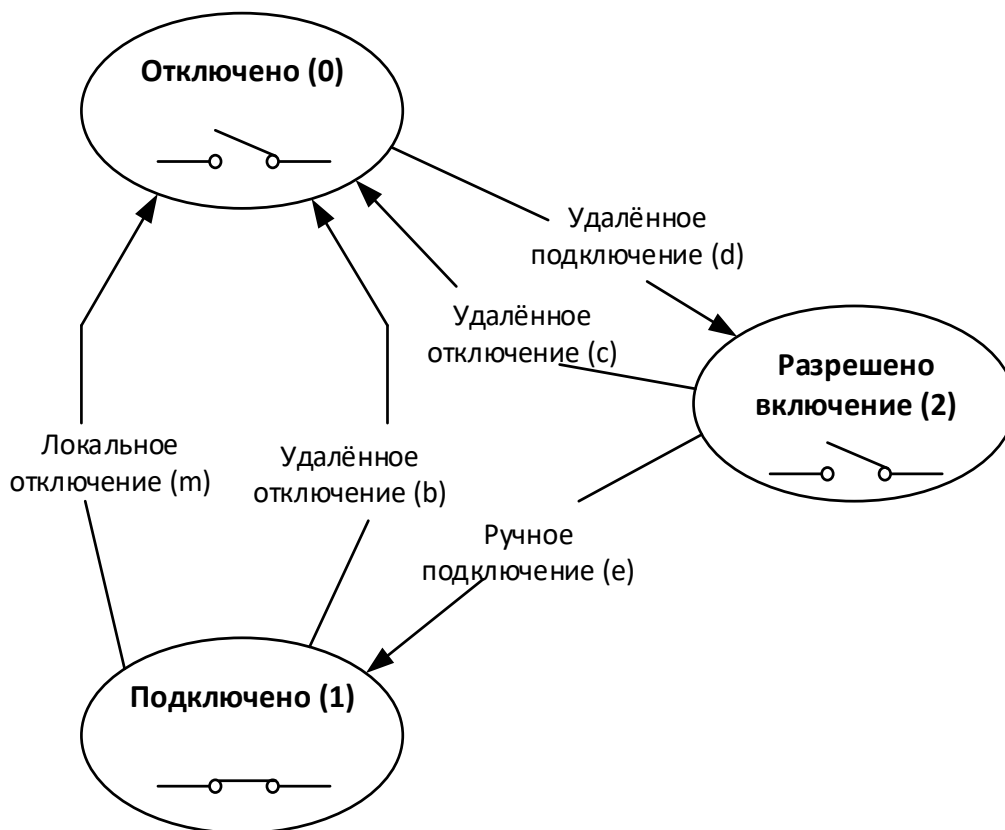 Отключено (0)
Удалённое
подключение (d)
Удалённое
отключение (c)
Разрешено
включение (2)
Локальное
отключение (m)
Удалённое
отключение (b)
Ручное
подключение (e)
Подключено (1)